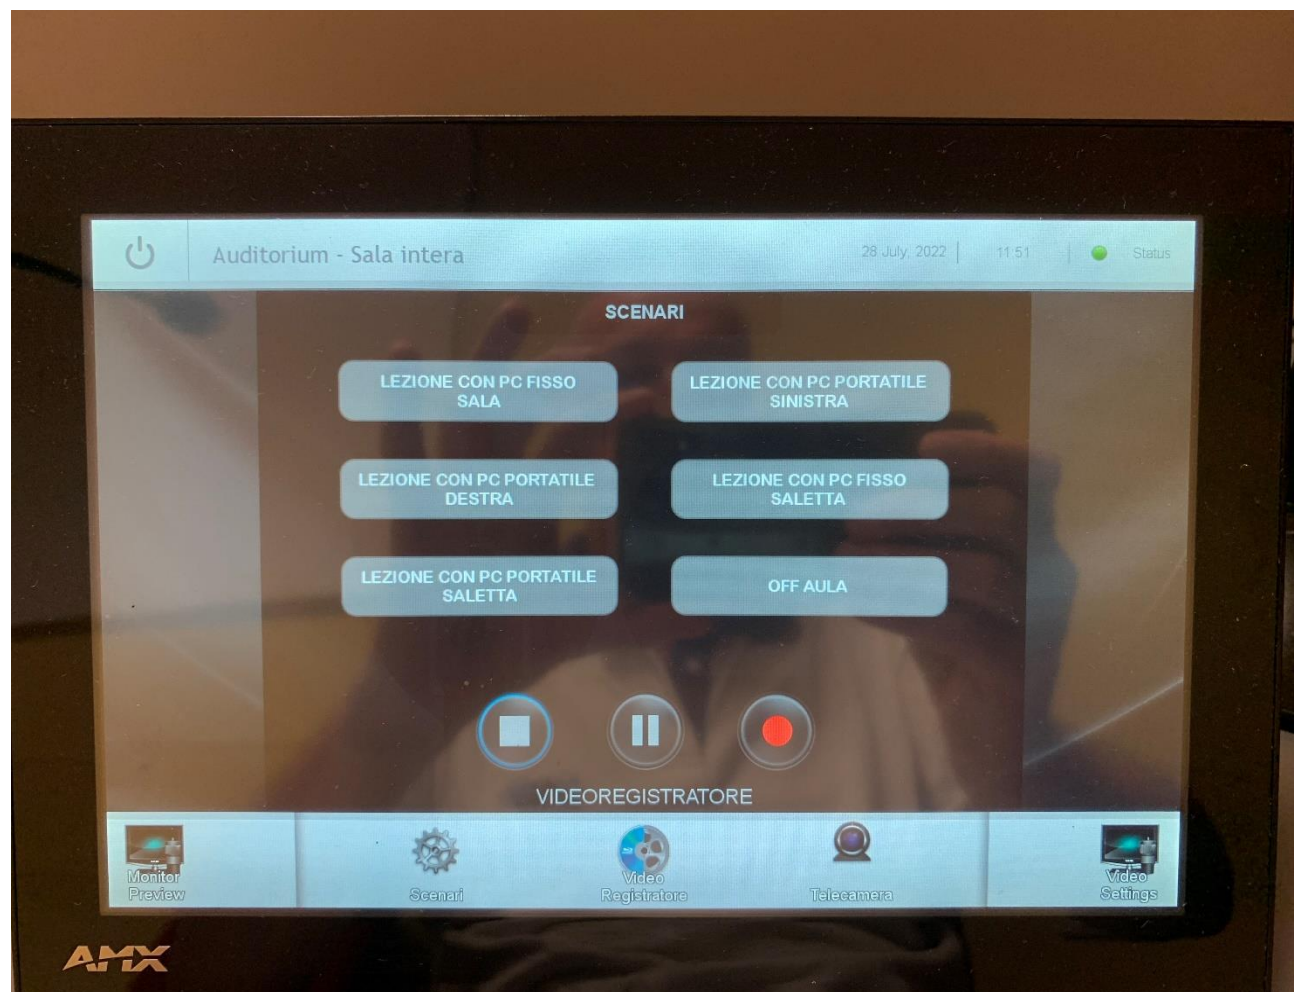 Auditorium - Sala intera
28 July, 2022
11:51
Status
SCENARI
LEZIONE CON PC FISSO
SALA
LEZIONE CON PC PORTATILE
SINISTRA
LEZIONE CON PC PORTATILE
DESTRA
LEZIONE CON PC FISSO
SALETTA
LEZIONE CON PC PORTATILE
SALETTA
OFF AULA
VIDEOREGISTRATORE
Monitor
Preview
Scenari
Video
Registratore
Telecamera
Video
Settings
AMX